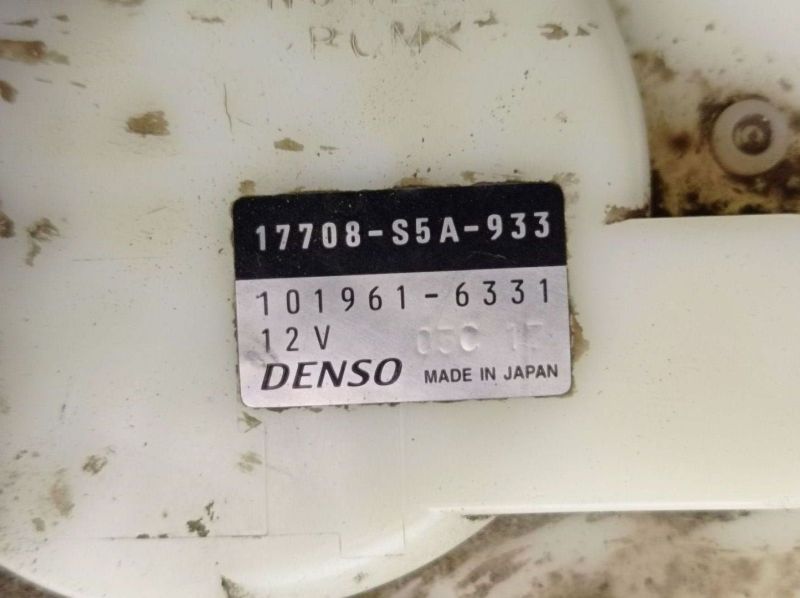 17708-S5A-933
101961-6331
12V
DENSO MADE IN JAPAN